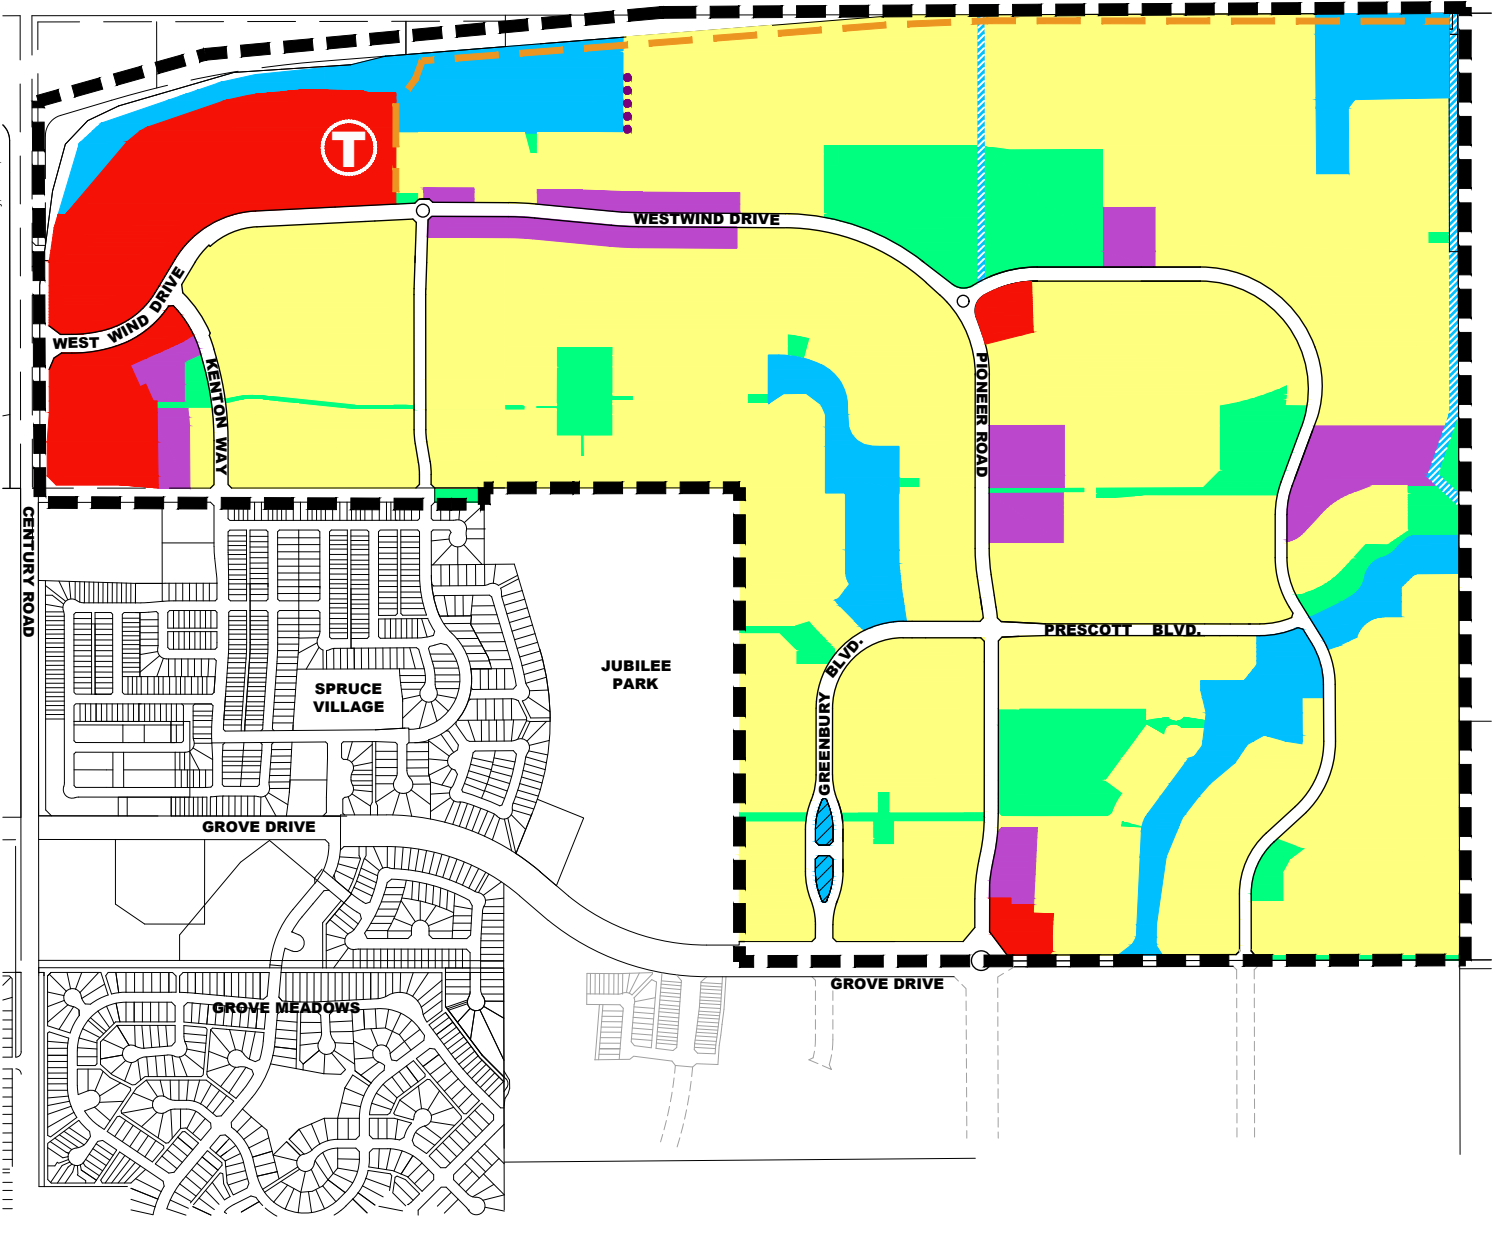 T
WESTWIND DRIVE
WEST WIND DRIVE
KENTON WAY
PIONEER ROAD
CENTURY ROAD
PRESCOTT BLVD.
GREENBURY BLVD.
JUBILEE
PARK
SPRUCE
VILLAGE
GROVE DRIVE
GROVE DRIVE
GROVE MEADOWS